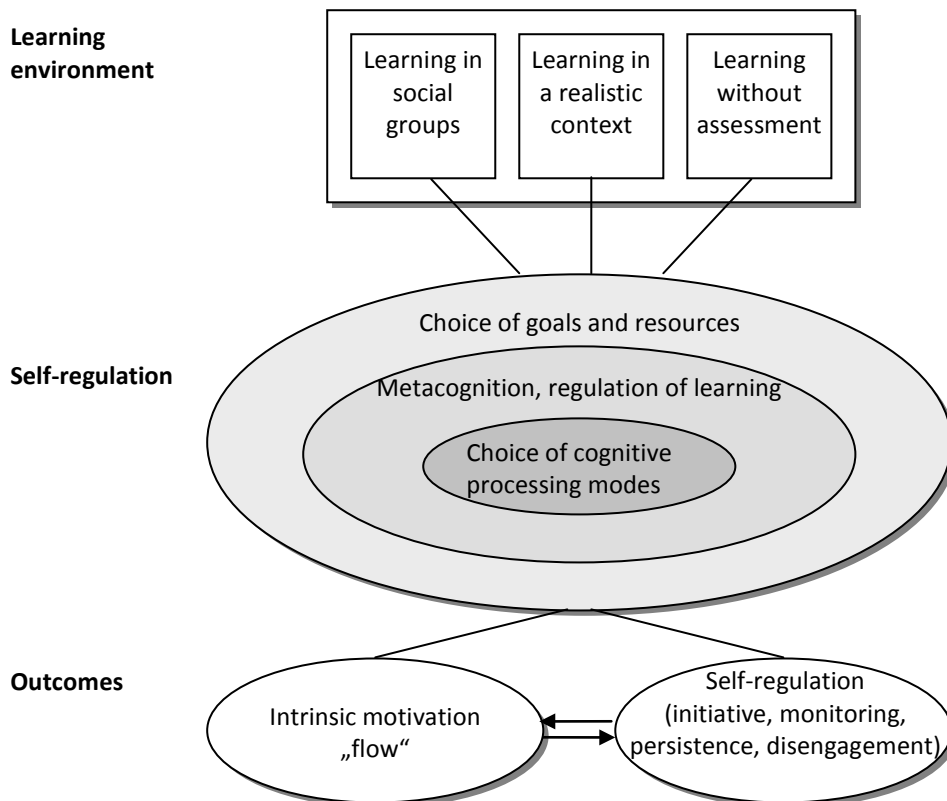 Learning
environment
Learning in
social
groups
Learning in
a realistic
context
Learning
without
assessment
Choice of goals and resources
Self-regulation
Metacognition, regulation of learning
Choice of cognitive
processing modes
Outcomes
Intrinsic motivation
„flow“
Self-regulation
(initiative, monitoring,
persistence, disengagement)